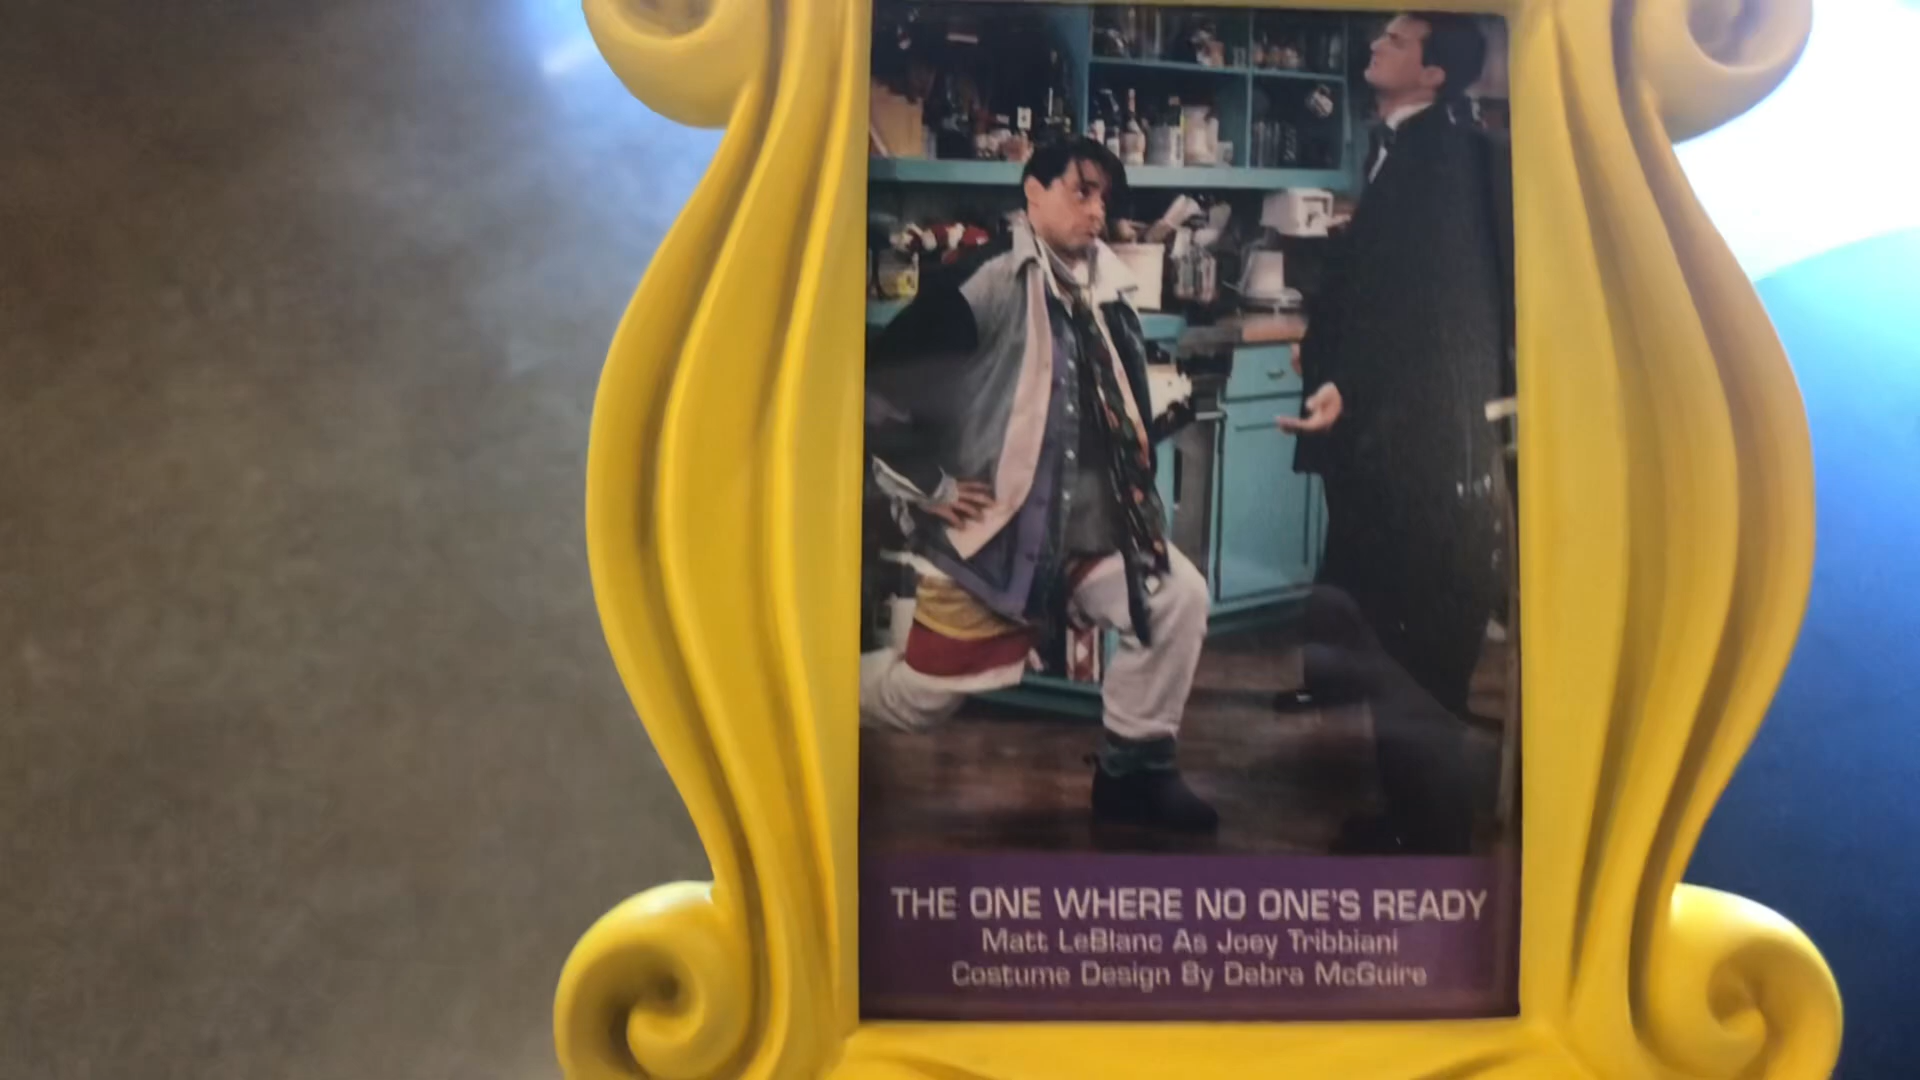 THE ONE WHERE NO ONE'S READY
Matt LeBlanc As Joey Tribbiani
Costume Design By Debra McGuire